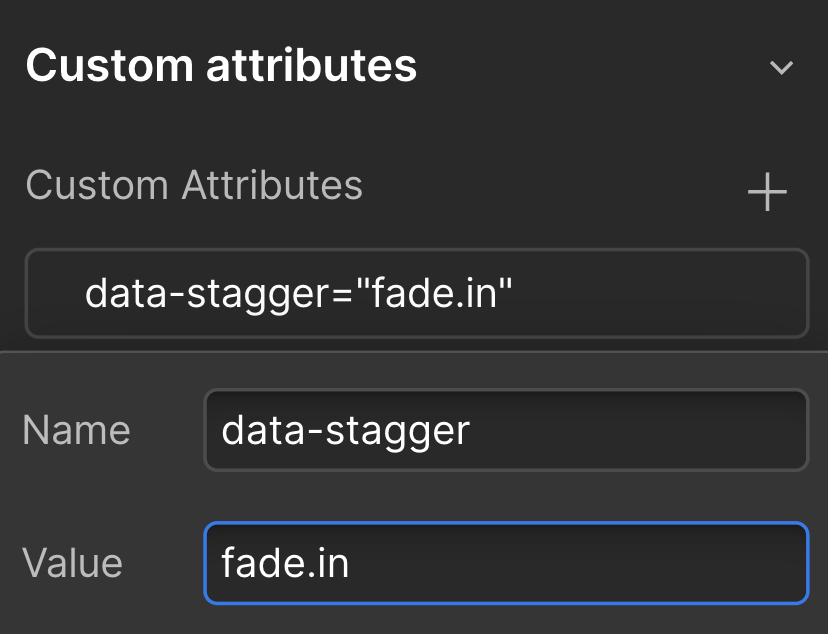 Custom attributes
Custom Attributes
data-stagger="fade.in"
Name data-stagger
Value fade.in